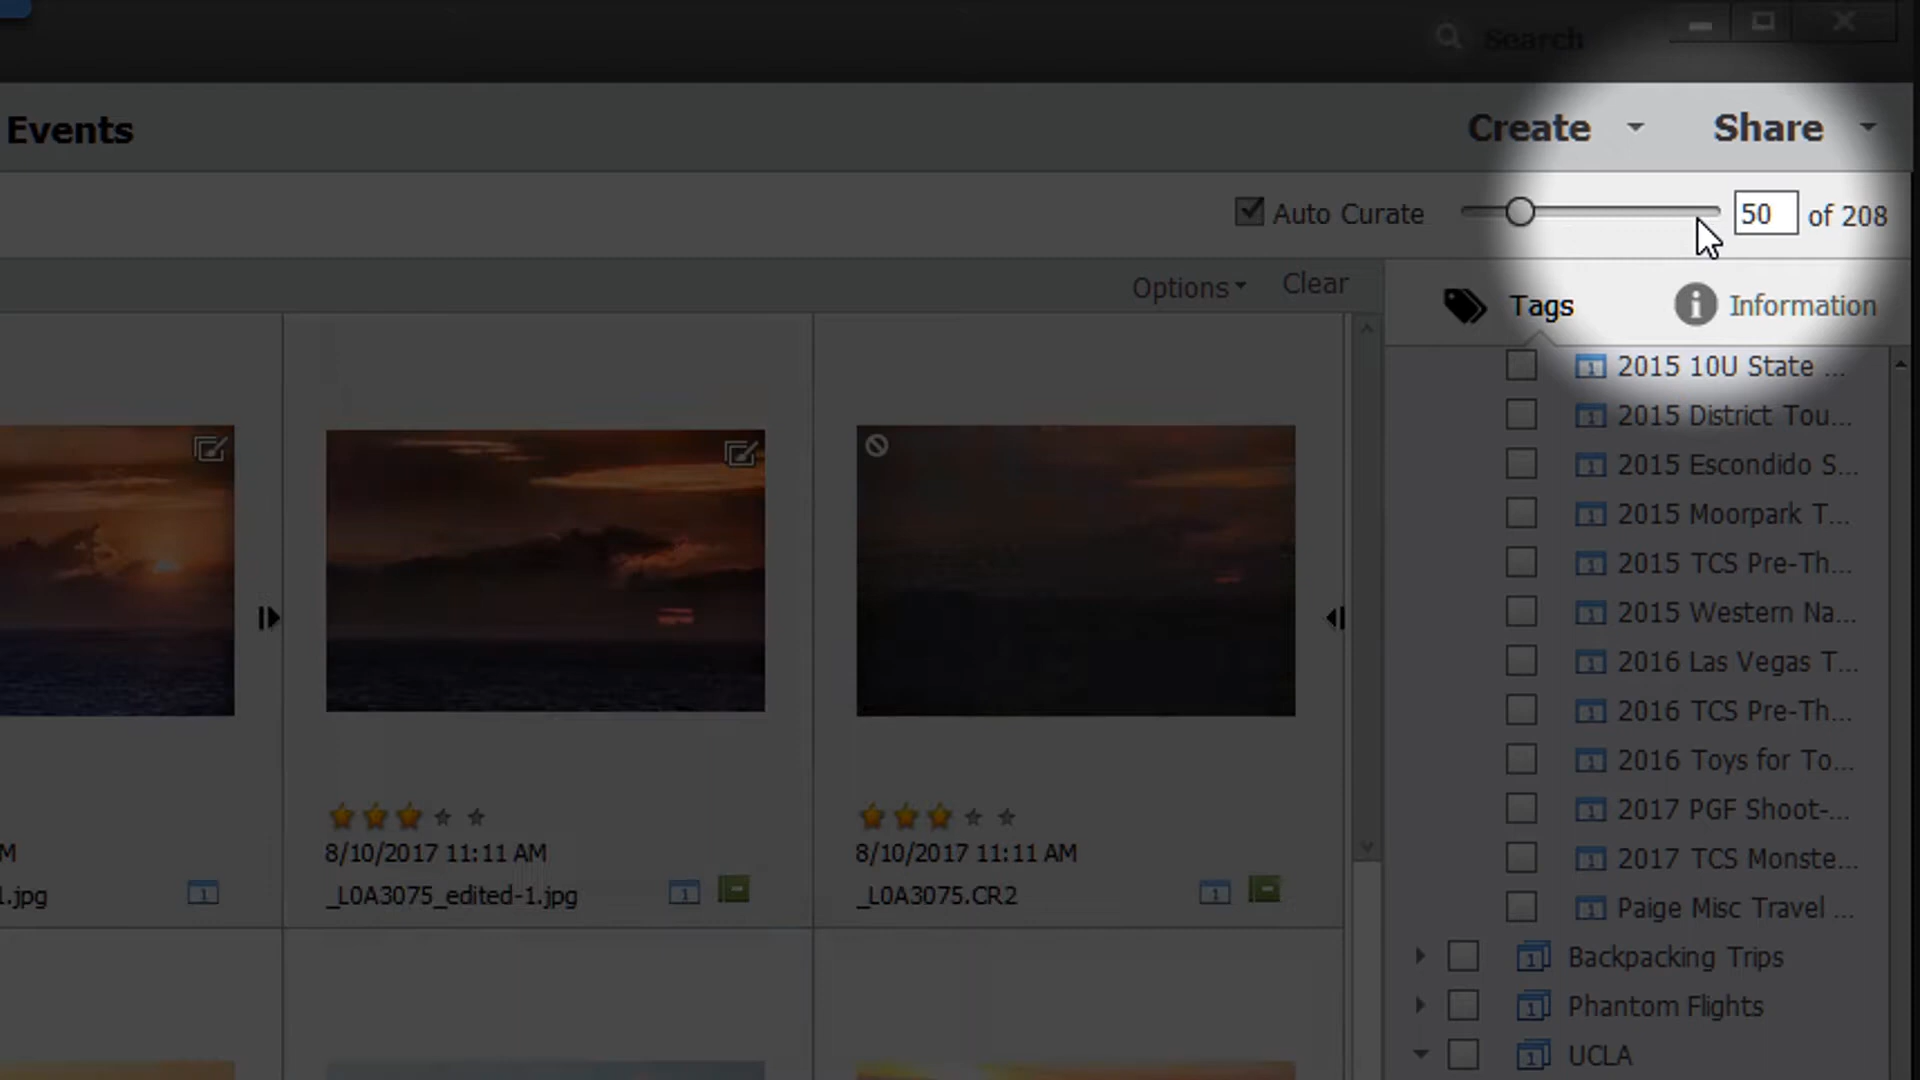 Search
Events
Create
Share
Auto Curate
50 of 208
Options
Clear
Tags
Information
2015 10U State ...
2015 District Tou...
2015 Escondido S...
2015 Moorpark T...
2015 TCS Pre-Th...
2015 Western Na...
2016 Las Vegas T...
2016 TCS Pre-Th...
2016 Toys for To...
2017 PGF Shoot-...
2017 TCS Monste...
Paige Misc Travel ...
Backpacking Trips
Phantom Flights
UCLA
M
8/10/2017 11:11 AM
8/10/2017 11:11 AM
1.jpg
_L0A3075_edited-1.jpg
_L0A3075.CR2